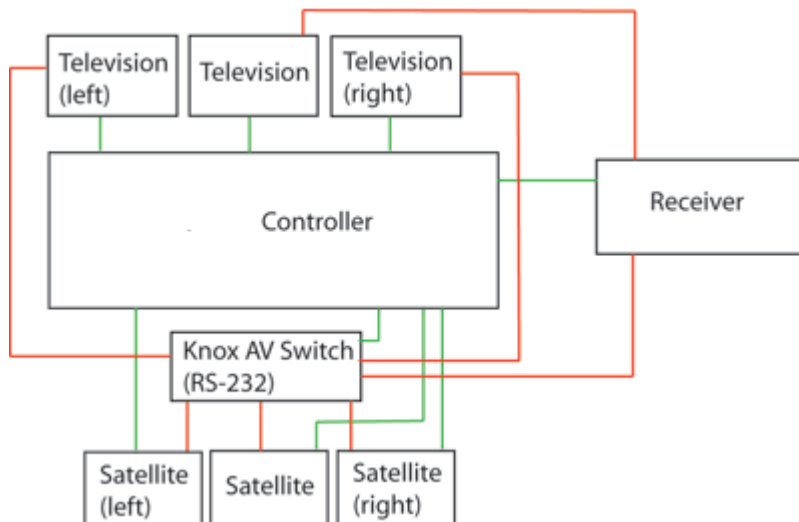 Television
(left)
Television
Television
(right)
Controller
Receiver
Knox AV Switch
(RS-232)
Satellite
(left)
Satellite
Satellite
(right)